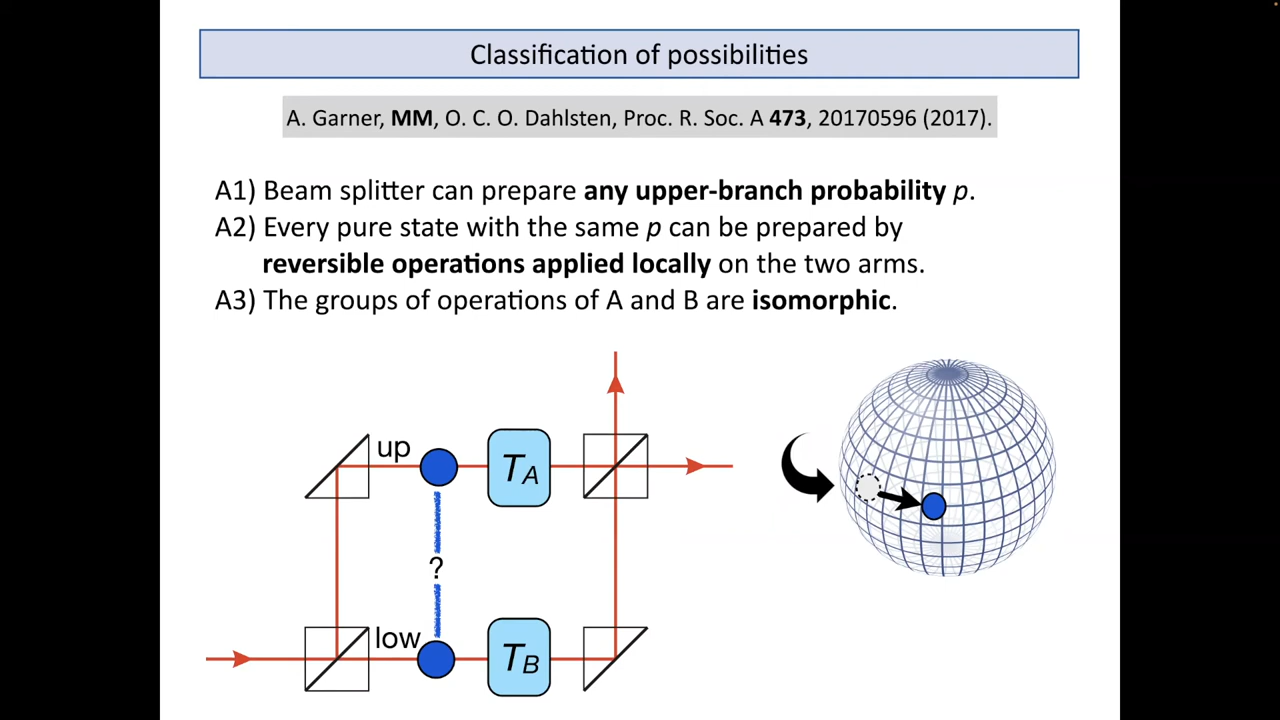 Classification of possibilities
A. Garner, MM, O. C. O. Dahlsten, Proc. R. Soc. A 473, 20170596 (2017).
A1) Beam splitter can prepare any upper-branch probability p.
A2) Every pure state with the same p can be prepared by
reversible operations applied locally on the two arms.
A3) The groups of operations of A and B are isomorphic.
up
T_A
?
low
T_B